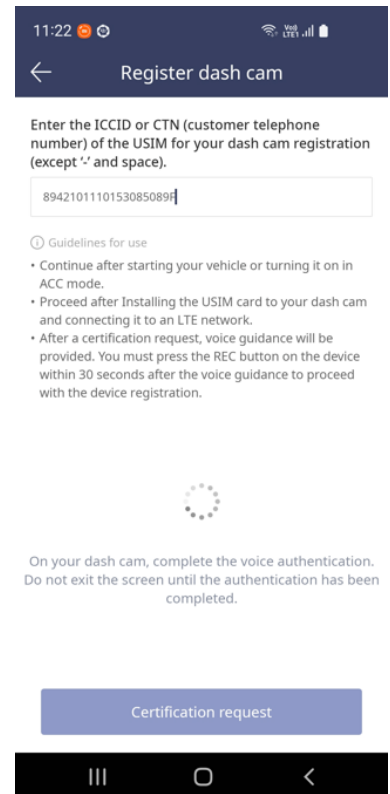 11:22
Vo))
LTE1
Register dash cam
Enter the ICCID or CTN (customer telephone
number) of the USIM for your dash cam registration
(except '-' and space).
8942101110153085089F
Guidelines for use
• Continue after starting your vehicle or turning it on in
ACC mode.
• Proceed after Installing the USIM card to your dash cam
and connecting it to an LTE network.
• After a certification request, voice guidance will be
provided. You must press the REC button on the device
within 30 seconds after the voice guidance to proceed
with the device registration.
On your dash cam, complete the voice authentication.
Do not exit the screen until the authentication has been
completed.
Certification request